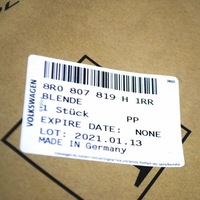 VOLKSWAGEN
8R0 807 819 H 1RR
BLENDE
1 Stück PP
EXPIRE DATE: NONE
LOT: 2021.01.13
MADE IN Germany